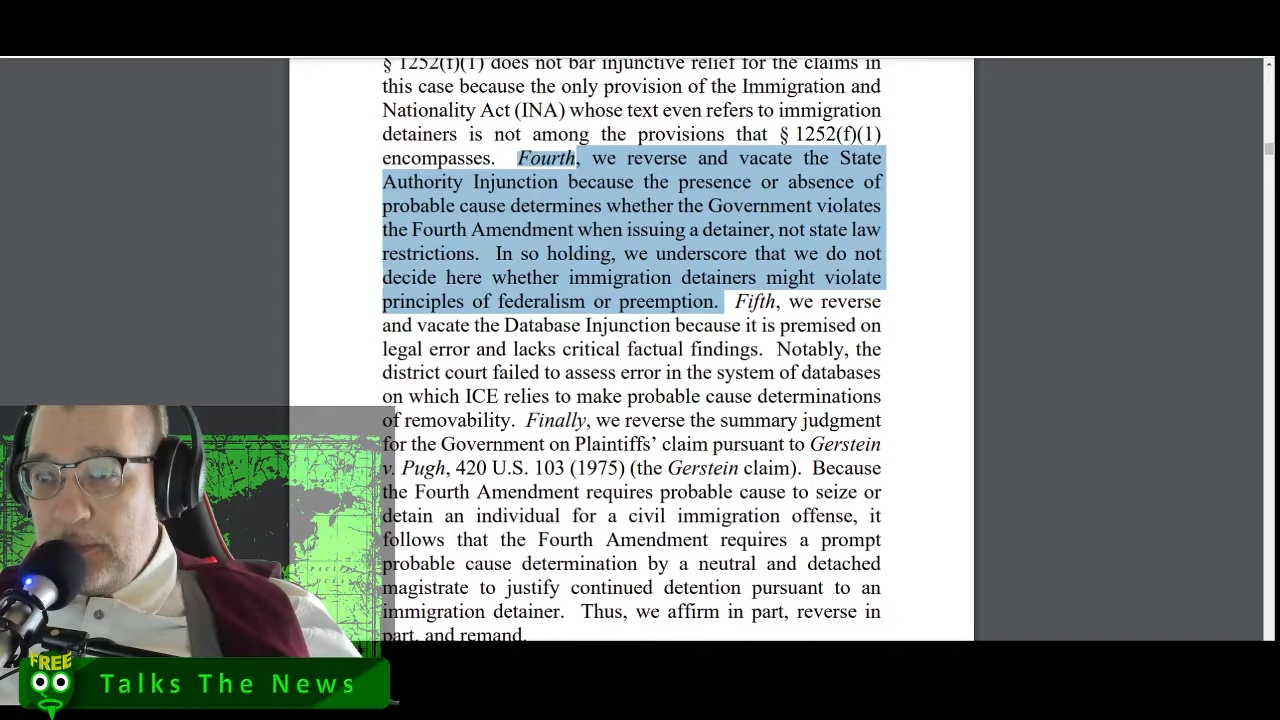 § 1252(f)(1) does not bar injunctive relief for the claims in
this case because the only provision of the Immigration and
Nationality Act (INA) whose text even refers to immigration
detainers is not among the provisions that § 1252(f)(1)
encompasses. Fourth, we reverse and vacate the State
Authority Injunction because the presence or absence of
probable cause determines whether the Government violates
the Fourth Amendment when issuing a detainer, not state law
restrictions. In so holding, we underscore that we do not
decide here whether immigration detainers might violate
principles of federalism or preemption. Fifth, we reverse
and vacate the Database Injunction because it is premised on
legal error and lacks critical factual findings. Notably, the
district court failed to assess error in the system of databases
on which ICE relies to make probable cause determinations
of removability. Finally, we reverse the summary judgment
for the Government on Plaintiffs’ claim pursuant to Gerstein
v. Pugh, 420 U.S. 103 (1975) (the Gerstein claim). Because
the Fourth Amendment requires probable cause to seize or
detain an individual for a civil immigration offense, it
follows that the Fourth Amendment requires a prompt
probable cause determination by a neutral and detached
magistrate to justify continued detention pursuant to an
immigration detainer. Thus, we affirm in part, reverse in
part, and remand.
PACIFIC
OCEAN
FREE
Talks The News